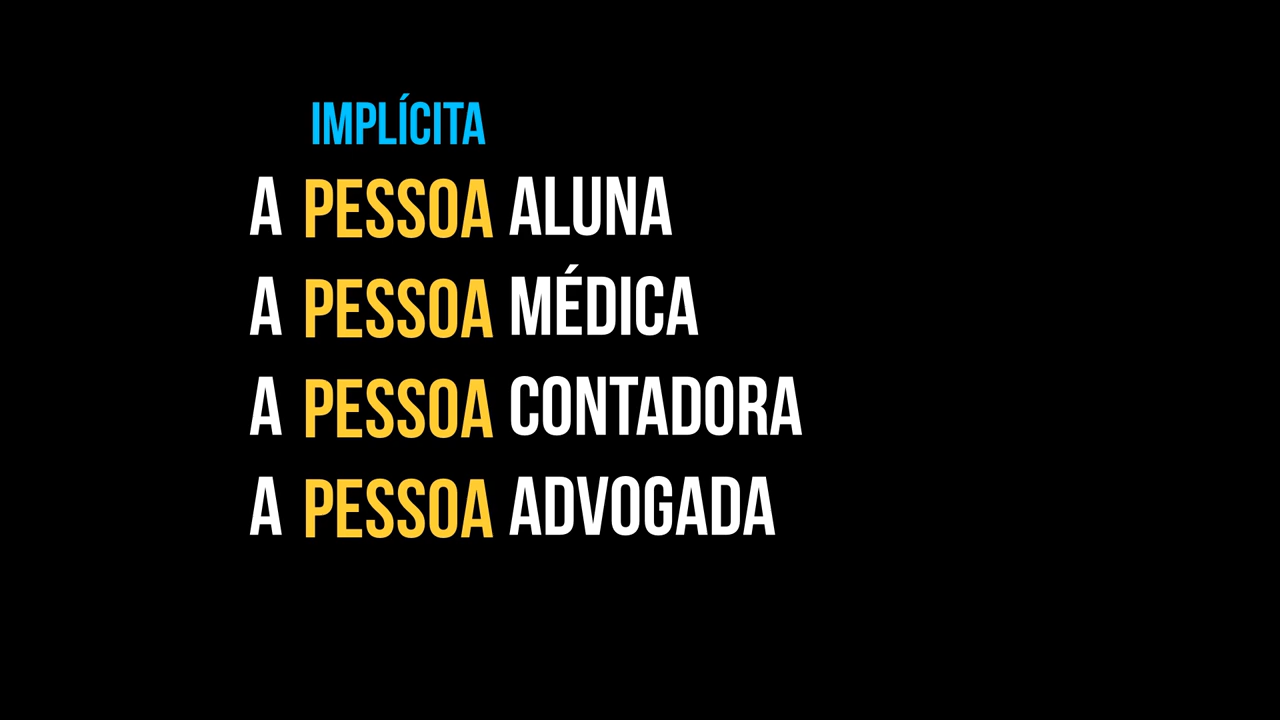 IMPLÍCITA
A PESSOA ALUNA
A PESSOA MÉDICA
A PESSOA CONTADORA
A PESSOA ADVOGADA